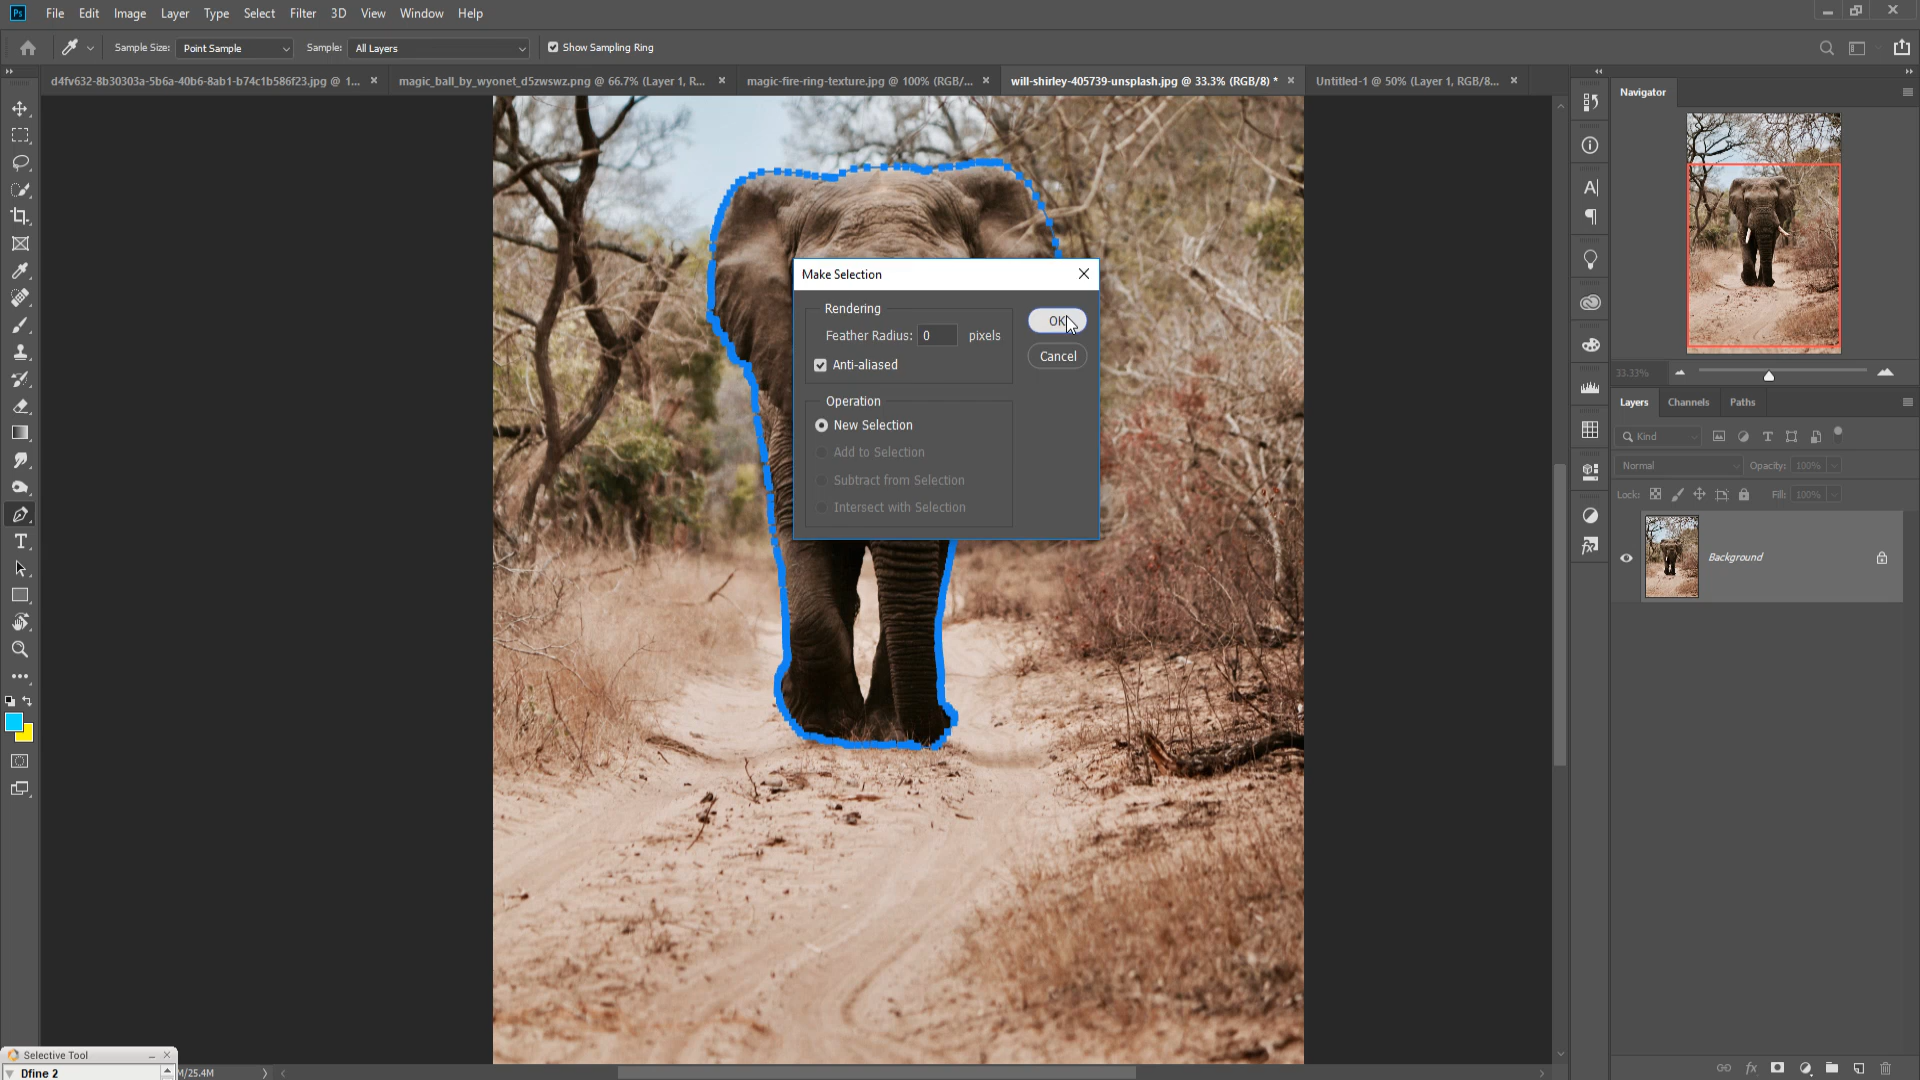 Ps File Edit Image Layer Type Select Filter 3D View Window Help
Sample Size: Point Sample Sample: All Layers Show Sampling Ring
d4fv632-8b30303a-5b6a-40b6-8ab1-b74c1b586f23.jpg @ 1... magic_ball_by_wyonet_d5zwswz.png @ 66.7% (Layer 1, R... magic-fire-ring-texture.jpg @ 100% (RGB/... will-shirley-405739-unsplash.jpg @ 33.3% (RGB/8) * Untitled-1 @ 50% (Layer 1, RGB/8...
Navigator
Make Selection
Rendering
OK
Feather Radius: 0 pixels
Cancel
Anti-aliased
33.33%
Operation
New Selection
Add to Selection
Subtract from Selection
Intersect with Selection
Layers Channels Paths
Kind
Normal Opacity: 100%
Lock: Fill: 100%
Background
Selective Tool
Dfine 2
M/25.4M